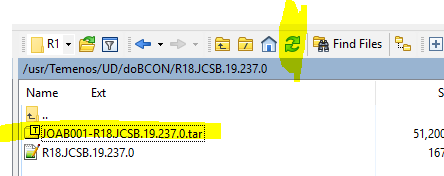 R1 Find Files
/usr/Temenos/UD/doBCON/R18.JCSB.19.237.0
Name Ext
..
JOAB001-R18.JCSB.19.237.0.tar 51,200
R18.JCSB.19.237.0 167